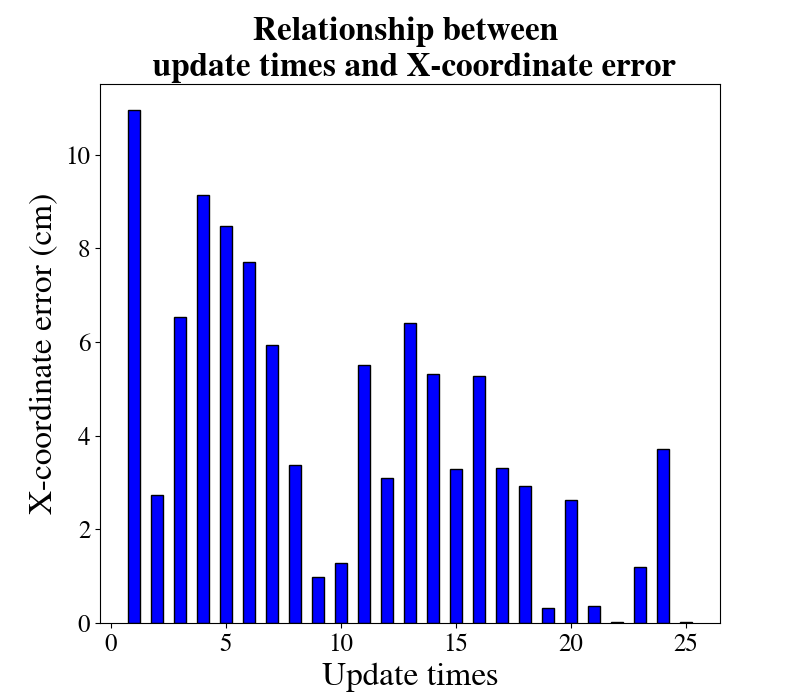 Relationship between
update times and X-coordinate error
X-coordinate error (cm)
10
8
6
4
2
0
0 5 10 15 20 25
Update times